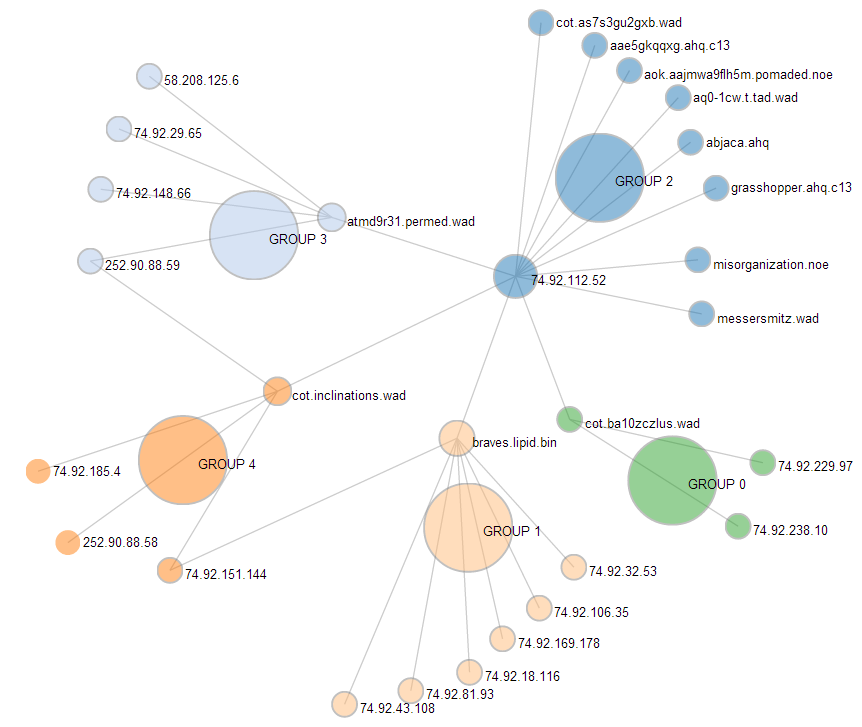 cot.as7s3gu2gxb.wad
aae5gkqqxg.ahq.c13
aok.aajmwa9flh5m.pomaded.noe
58.208.125.6
aq0-1cw.t.tad.wad
74.92.29.65
abjaca.ahq
GROUP 2
grasshopper.ahq.c13
74.92.148.66
atmd9r31.permed.wad
GROUP 3
252.90.88.59
misorganization.noe
74.92.112.52
messersmitz.wad
cot.inclinations.wad
cot.ba10zczlus.wad
braves.lipid.bin
GROUP 4
74.92.229.97
74.92.185.4
GROUP 0
GROUP 1
74.92.238.10
252.90.88.58
74.92.151.144
74.92.32.53
74.92.106.35
74.92.169.178
74.92.18.116
74.92.81.93
74.92.43.108